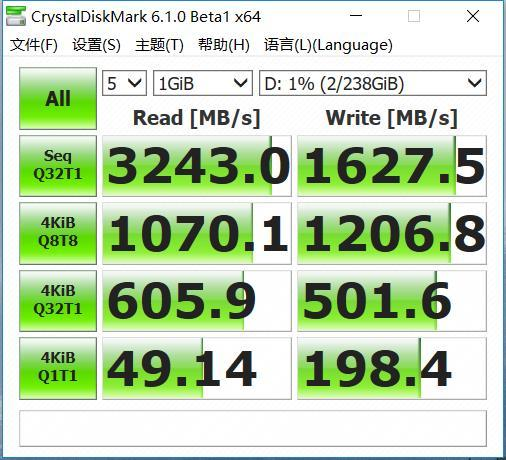 CrystalDiskMark 6.1.0 Beta1 x64
文件(F) 设置(S) 主题(T) 帮助(H) 语言(L)(Language)
All 5 1GiB D: 1% (2/238GiB)
Read [MB/s] Write [MB/s]
Seq
Q32T1 3243.0 1627.5
4KiB
Q8T8 1070.1 1206.8
4KiB
Q32T1 605.9 501.6
4KiB
Q1T1 49.14 198.4